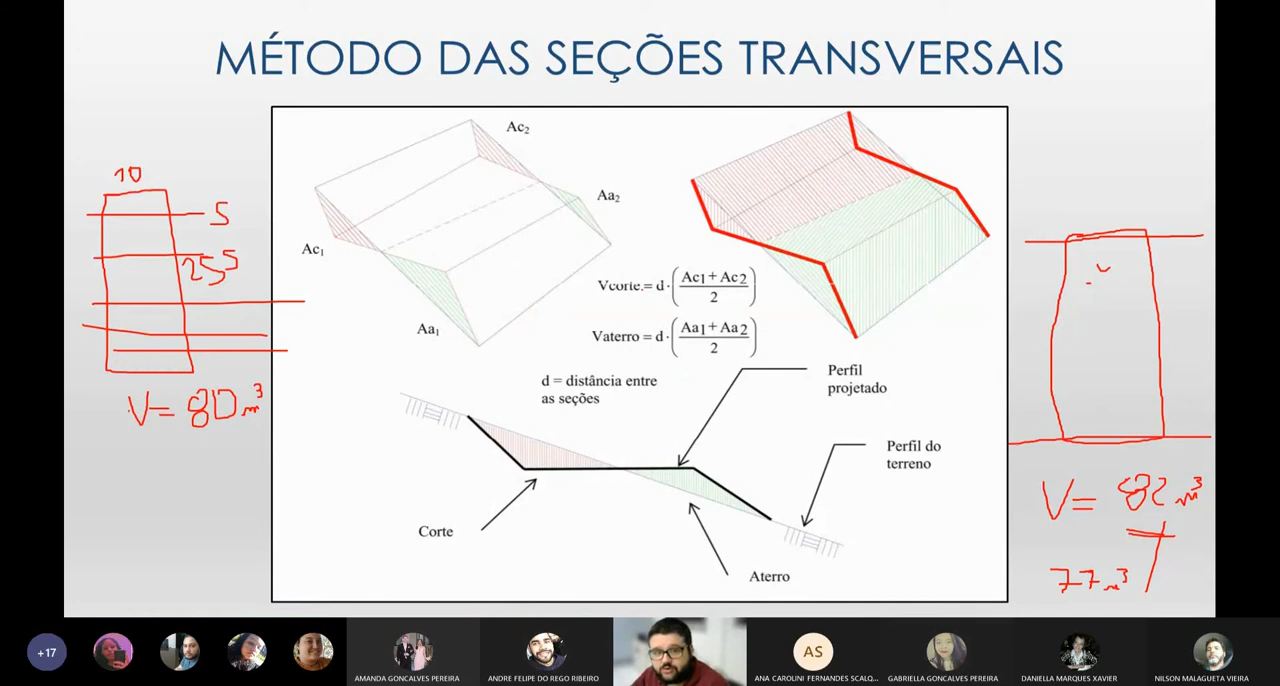 MÉTODO DAS SEÇÕES TRANSVERSAIS
Ac2
Aa2
Ac1
Aa1
Vcorte.= d·(Ac1+Ac2/2)
Vaterro = d·(Aa1+Aa2/2)
d = distância entre
as seções
Perfil
projetado
Perfil do
terreno
Corte
Aterro
10
5
V= 80 m³
V= 82 m³
77 m³
+17
AMANDA GONCALVES PEREIRA
ANDRE FELIPE DO REGO RIBEIRO
AS
ANA CAROLINI FERNANDES SCALQ...
GABRIELLA GONCALVES PEREIRA
DANIELLA MARQUES XAVIER
NILSON MALAGUETA VIEIRA